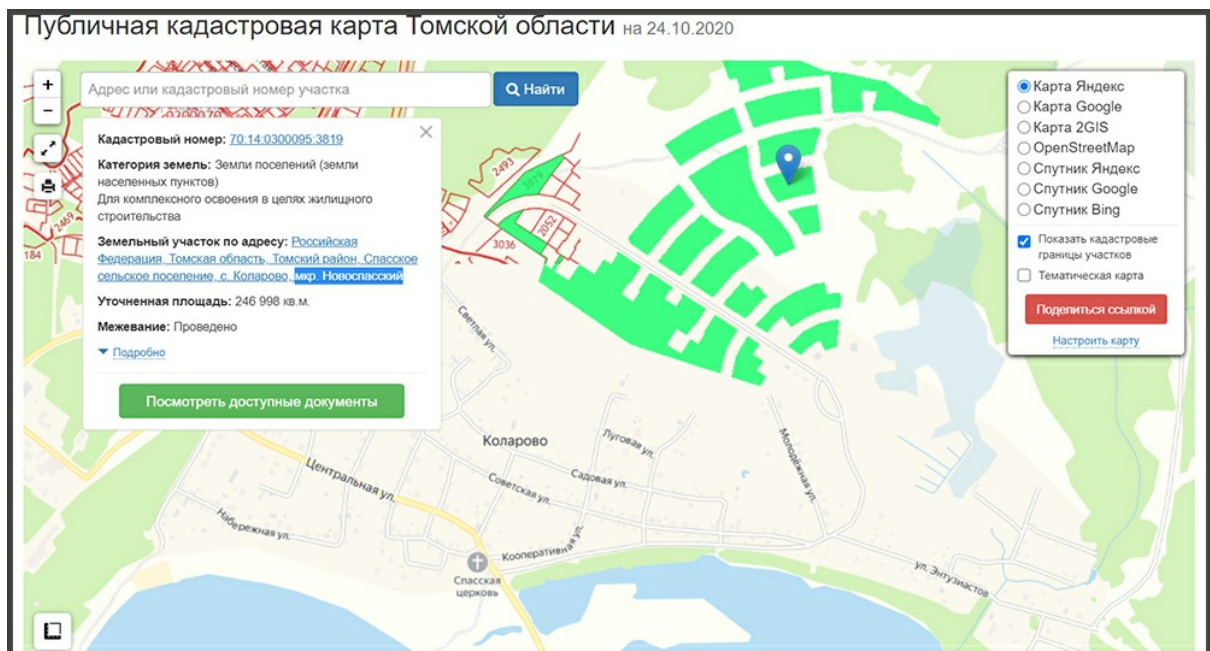 Публичная кадастровая карта Томской области на 24.10.2020
+
−
Адрес или кадастровый номер участка
Найти
0300070
Кадастровый номер: 70:14:0300095:3819
Категория земель: Земли поселений (земли
населенных пунктов)
Для комплексного освоения в целях жилищного
строительства
Земельный участок по адресу: Российская
Федерация, Томская область, Томский район, Спасское
сельское поселение, с. Коларово, мкр. Новоспасский
Уточненная площадь: 246 998 кв.м.
Межевание: Проведено
Подробно
Посмотреть доступные документы
Карта Яндекс
Карта Google
Карта 2GIS
OpenStreetMap
Спутник Яндекс
Спутник Google
Спутник Bing
Показать кадастровые
границы участков
Тематическая карта
Поделиться ссылкой
Настроить карту
2493
3819
2052
3036
2469
184
Светлая ул.
Коларово
Луговая ул.
Молодёжная ул.
Садовая ул.
Центральная ул.
Советская ул.
Набережная ул.
Кооперативная ул.
Спасская
церковь
ул. Энтузиастов